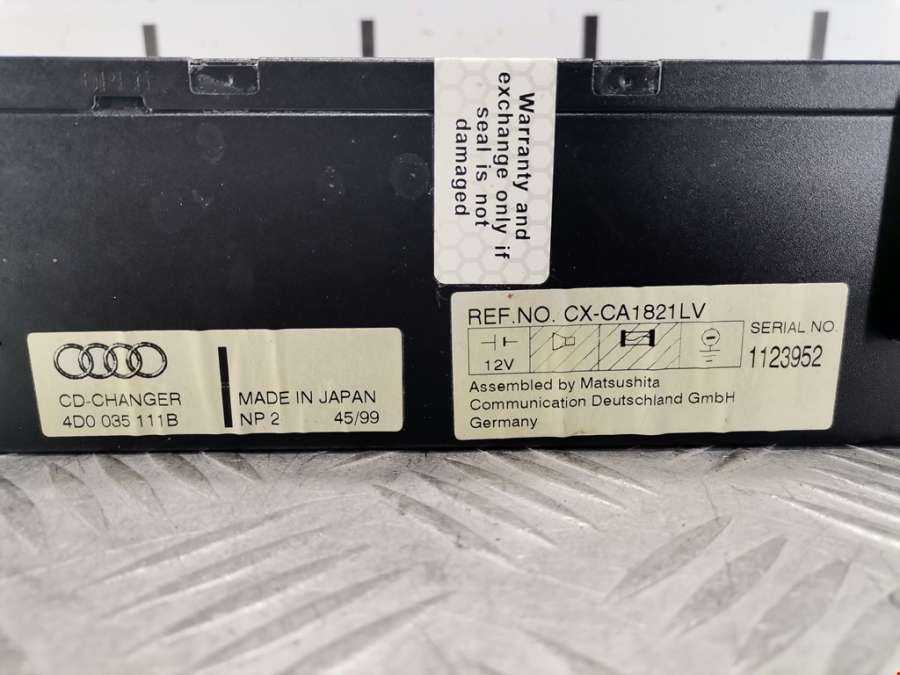 Warranty and
exchange only if
seal is not
damaged
CD-CHANGER
4D0 035 111B
MADE IN JAPAN
NP 2 45/99
REF.NO. CX-CA1821LV
12V
SERIAL NO.
1123952
Assembled by Matsushita
Communication Deutschland GmbH
Germany